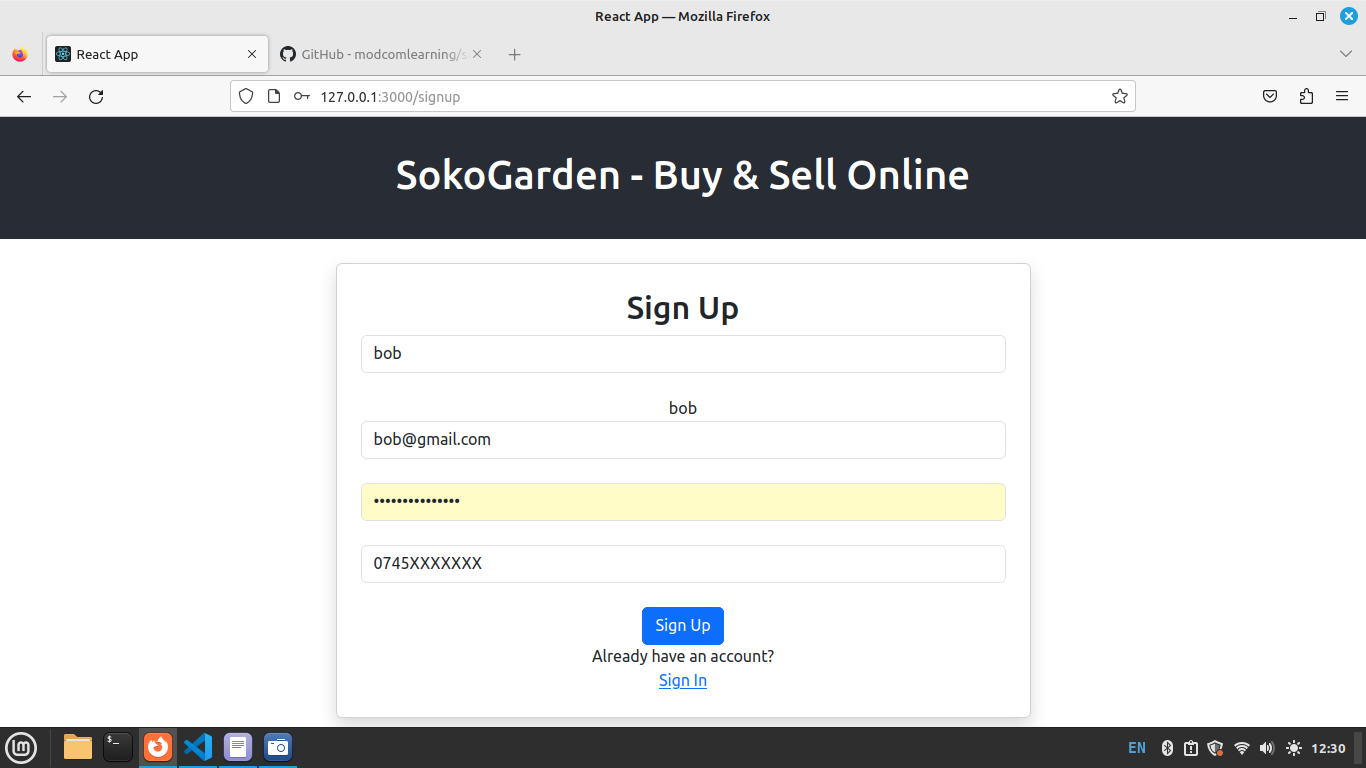 React App — Mozilla Firefox
React App
GitHub - modcomlearning/s
127.0.0.1:3000/signup
SokoGarden - Buy & Sell Online
Sign Up
bob
bob
bob@gmail.com
•••••••••••••••
0745XXXXXXX
Sign Up
Already have an account?
Sign In
$_
EN
12:30